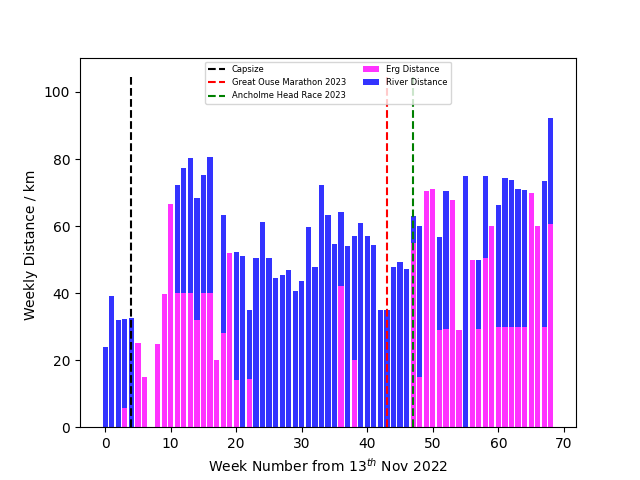 Capsize
Great Ouse Marathon 2023
Ancholme Head Race 2023
Erg Distance
River Distance
100
80
60
40
20
0
Weekly Distance / km
0 10 20 30 40 50 60 70
Week Number from 13th Nov 2022